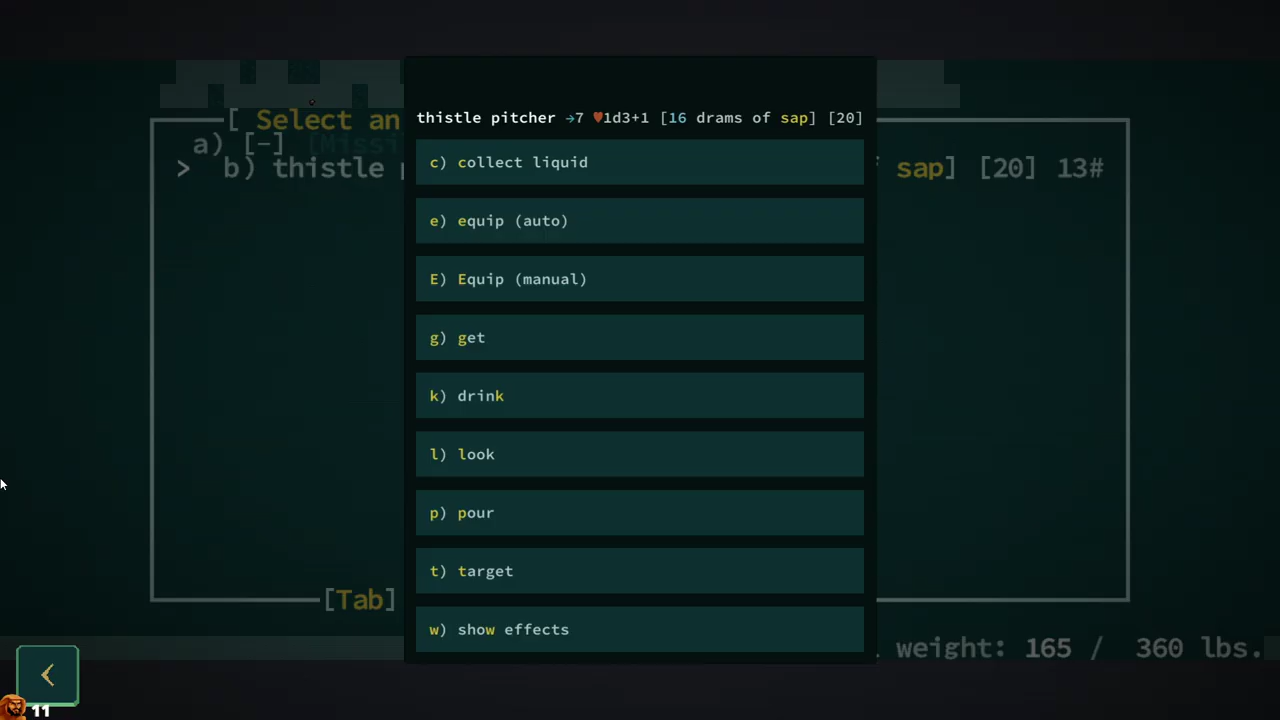 thistle pitcher →7 ♥1d3+1 [16 drams of sap] [20]
[ Select an
a) [-] [Missi
> b) thistle
sap] [20] 13#
c) collect liquid
e) equip (auto)
E) Equip (manual)
g) get
k) drink
l) look
p) pour
t) target
w) show effects
[Tab]
weight: 165 / 360 lbs.
11